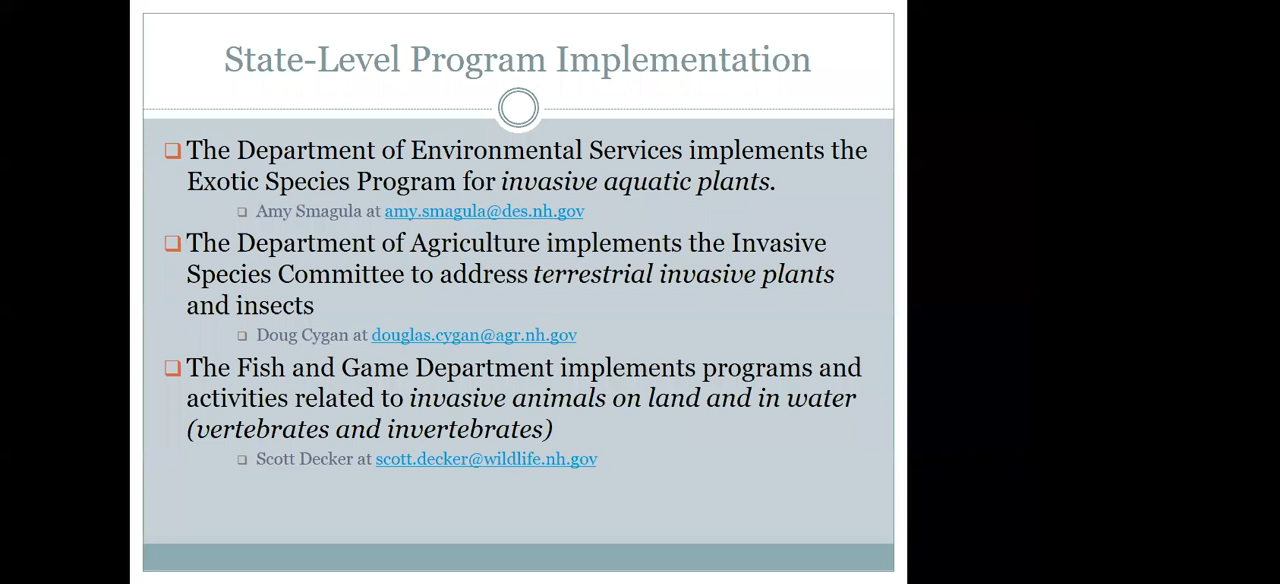 State-Level Program Implementation
The Department of Environmental Services implements the
Exotic Species Program for invasive aquatic plants.
Amy Smagula at amy.smagula@des.nh.gov
The Department of Agriculture implements the Invasive
Species Committee to address terrestrial invasive plants
and insects
Doug Cygan at douglas.cygan@agr.nh.gov
The Fish and Game Department implements programs and
activities related to invasive animals on land and in water
(vertebrates and invertebrates)
Scott Decker at scott.decker@wildlife.nh.gov